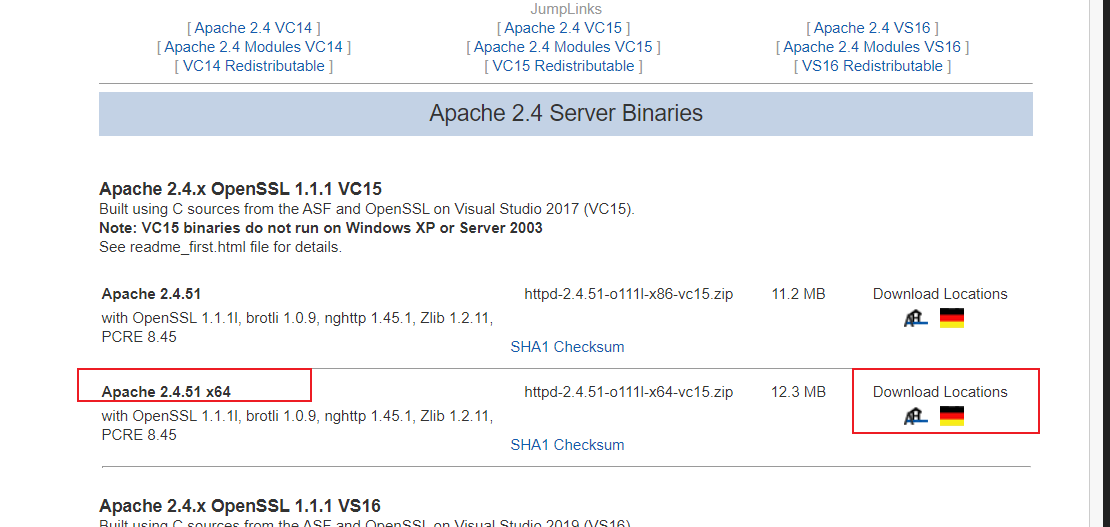 JumpLinks
[ Apache 2.4 VC14 ] [ Apache 2.4 VC15 ] [ Apache 2.4 VS16 ]
[ Apache 2.4 Modules VC14 ] [ Apache 2.4 Modules VC15 ] [ Apache 2.4 Modules VS16 ]
[ VC14 Redistributable ] [ VC15 Redistributable ] [ VS16 Redistributable ]
Apache 2.4 Server Binaries
Apache 2.4.x OpenSSL 1.1.1 VC15
Built using C sources from the ASF and OpenSSL on Visual Studio 2017 (VC15).
Note: VC15 binaries do not run on Windows XP or Server 2003
See readme_first.html file for details.
Apache 2.4.51 httpd-2.4.51-o111l-x86-vc15.zip 11.2 MB Download Locations
with OpenSSL 1.1.1l, brotli 1.0.9, nghttp 1.45.1, Zlib 1.2.11,
PCRE 8.45
SHA1 Checksum
Apache 2.4.51 x64 httpd-2.4.51-o111l-x64-vc15.zip 12.3 MB Download Locations
with OpenSSL 1.1.1l, brotli 1.0.9, nghttp 1.45.1, Zlib 1.2.11,
PCRE 8.45
SHA1 Checksum
Apache 2.4.x OpenSSL 1.1.1 VS16
Built using C sources from the ASF and OpenSSL on Visual Studio 2019 (VS16).